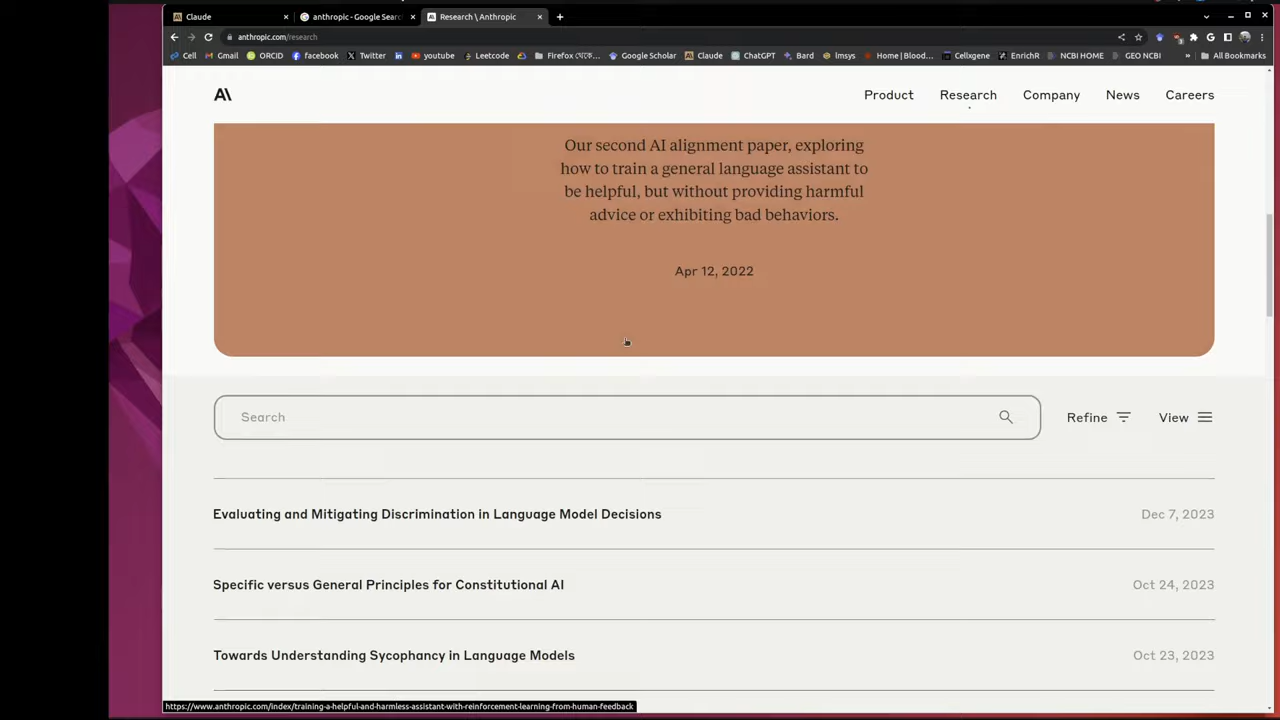 Claude
anthropic - Google Search
Research \ Anthropic
anthropic.com/research
Cell Gmail ORCID facebook Twitter youtube Leetcode Google Scholar Claude ChatGPT Bard lmsys Home | Blood... Cellxgene EnrichR NCBI HOME GEO NCBI » All Bookmarks
A\ Product Research Company News Careers
Our second AI alignment paper, exploring
how to train a general language assistant to
be helpful, but without providing harmful
advice or exhibiting bad behaviors.
Apr 12, 2022
Search Refine View
Evaluating and Mitigating Discrimination in Language Model Decisions Dec 7, 2023
Specific versus General Principles for Constitutional AI Oct 24, 2023
Towards Understanding Sycophancy in Language Models Oct 23, 2023
https://www.anthropic.com/index/training-a-helpful-and-harmless-assistant-with-reinforcement-learning-from-human-feedback